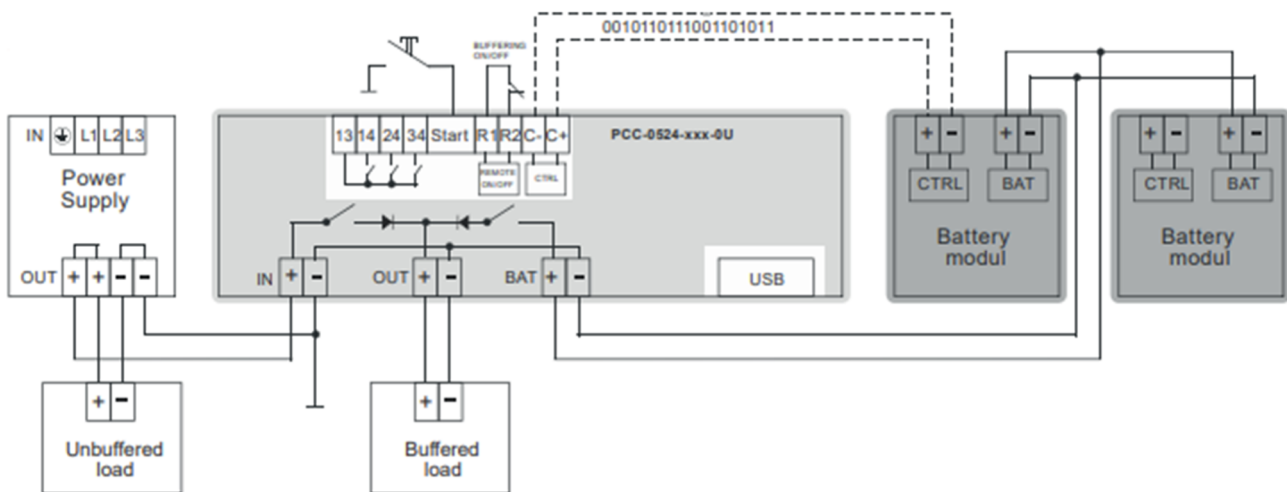 0010110111001101011
BUFFERING
ON/OFF
IN L1 L2 L3
Power
Supply
OUT + + - -
13 14 24 34 Start R1 R2 C- C+
PCC-0524-xxx-0U
REMOTE
ON/OFF
CTRL
IN + -
OUT + -
BAT + -
USB
+ - + -
CTRL BAT
Battery
modul
+ - + -
CTRL BAT
Battery
modul
+ -
Unbuffered
load
+ -
Buffered
load